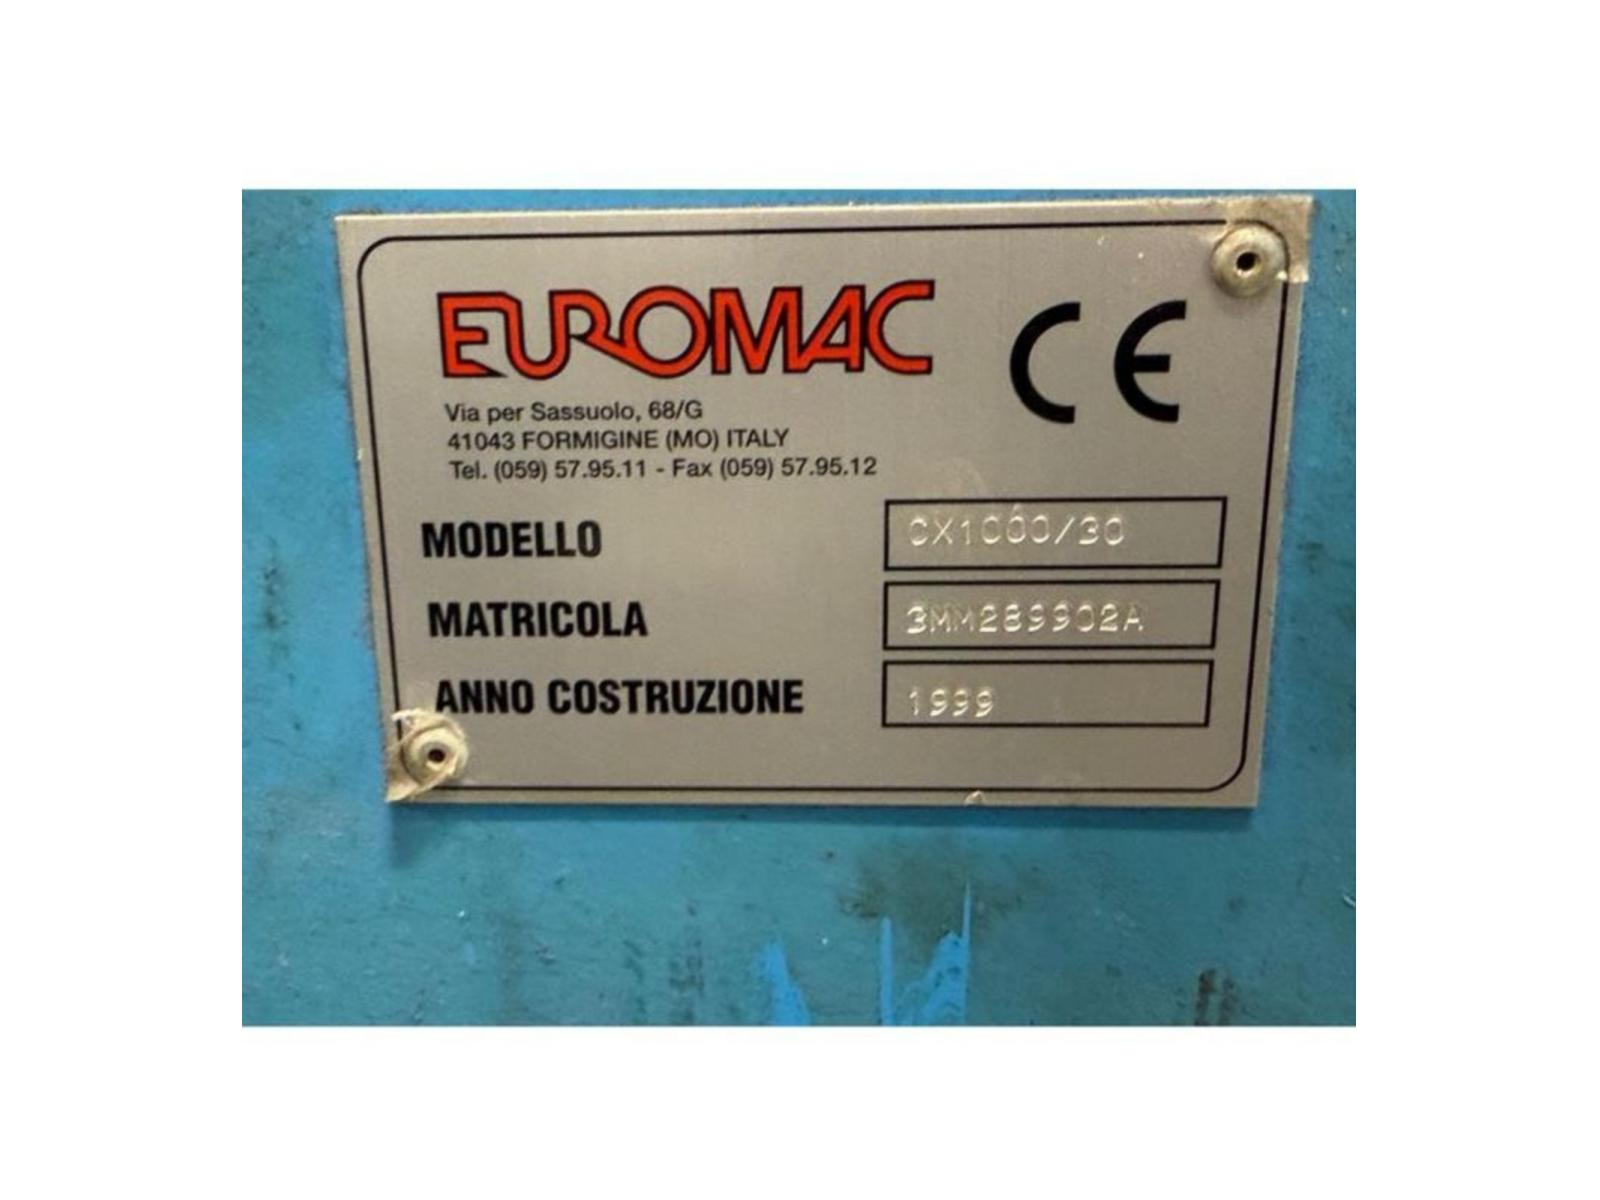 EUROMAC
CE
Via per Sassuolo, 68/G
41043 FORMIGINE (MO) ITALY
Tel. (059) 57.95.11 - Fax (059) 57.95.12
MODELLO CX1000/30
MATRICOLA 3MM289902A
ANNO COSTRUZIONE 1999